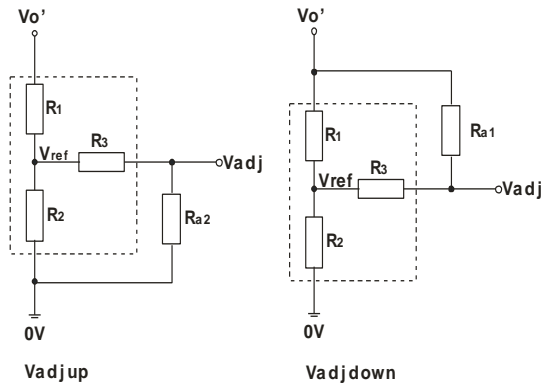 Vo'
R1
R3
Vref
Vadj
R2
Ra2
0V
Vadjup
Vo'
R1
Ra1
R3
Vref
Vadj
R2
0V
Vadjdown